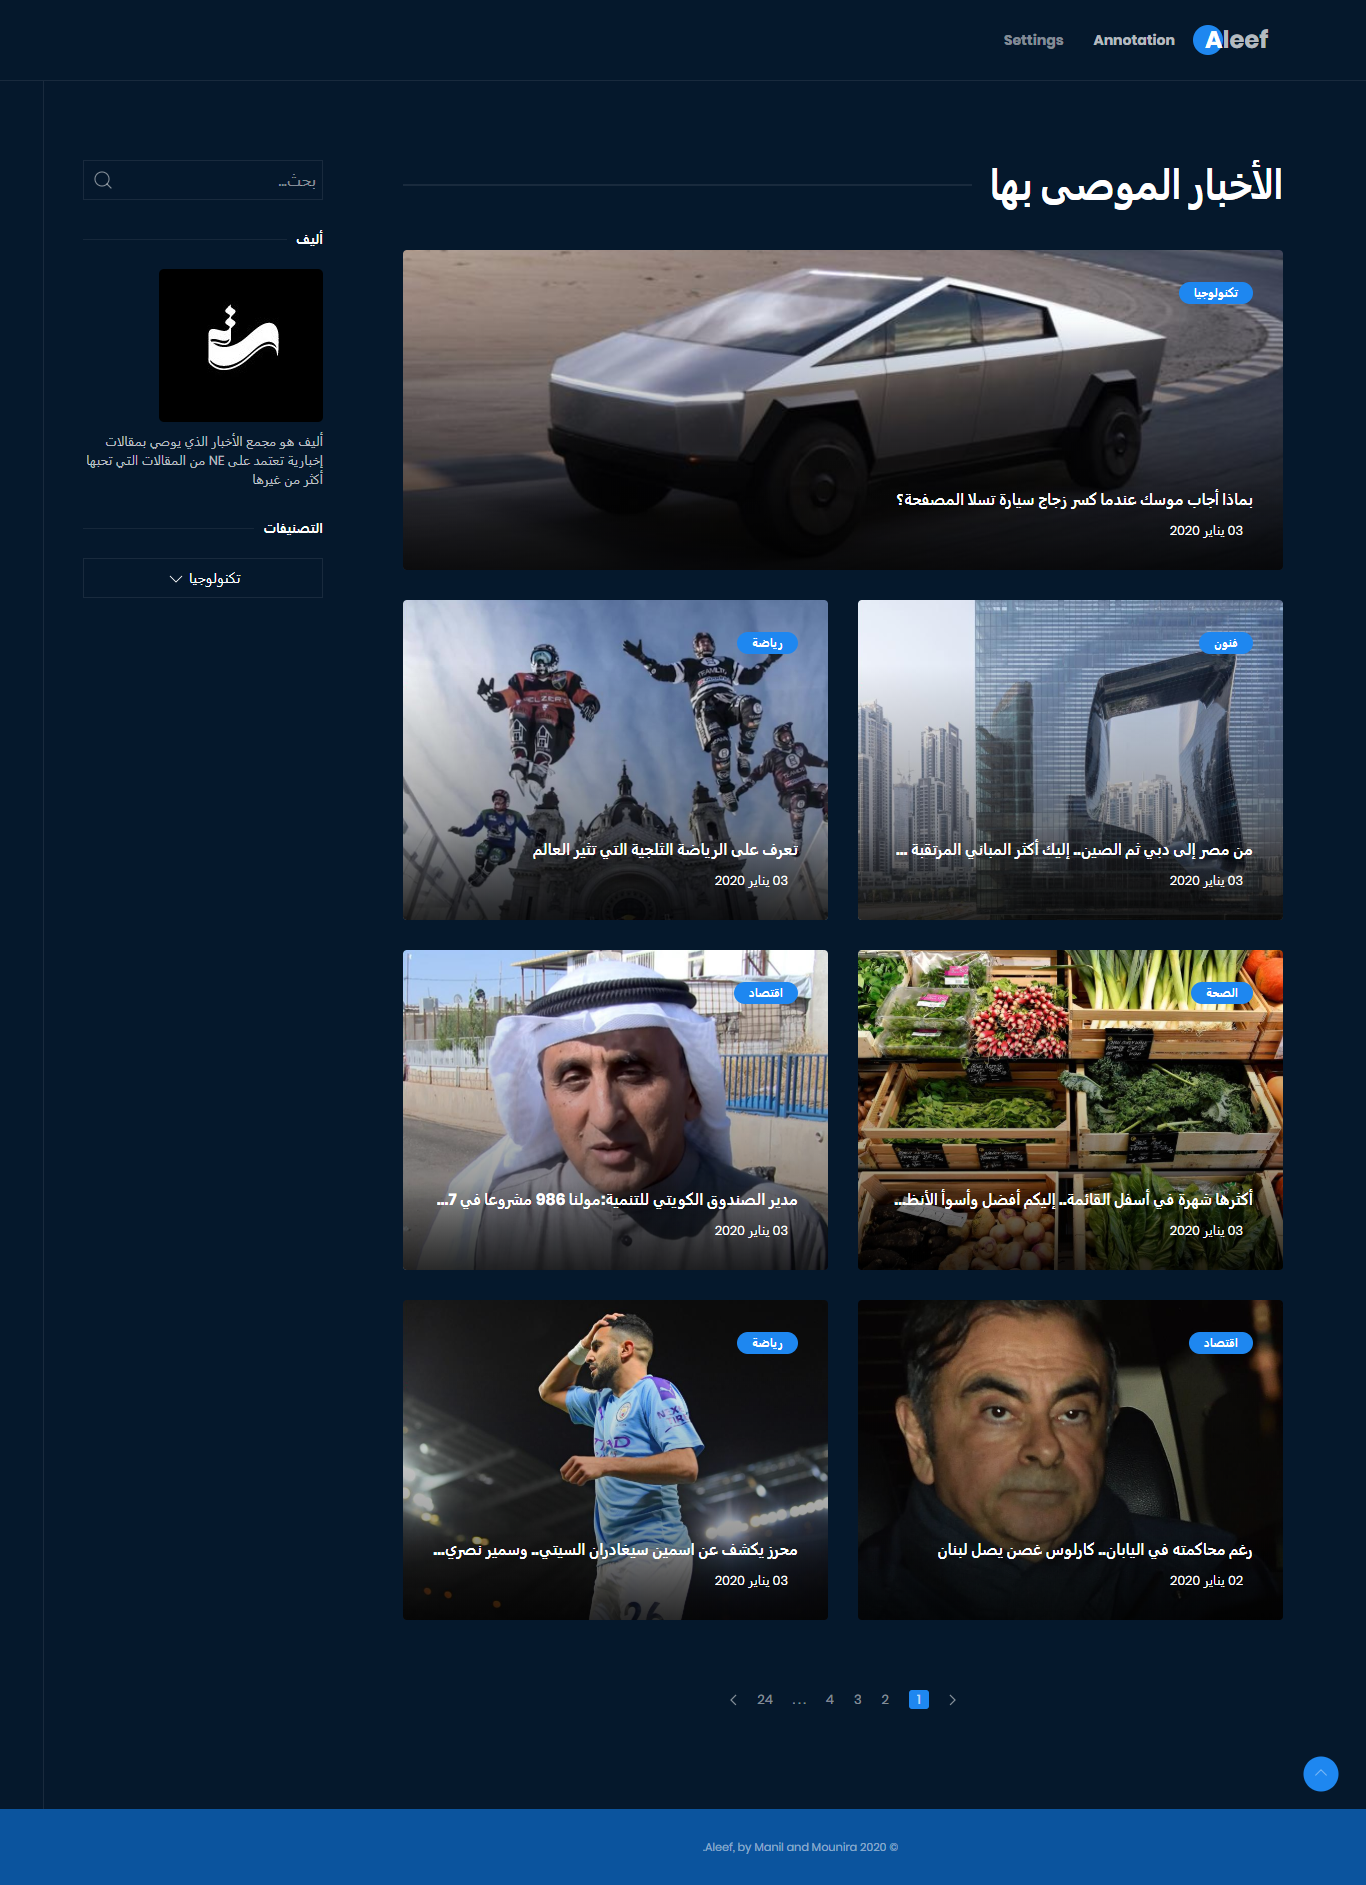 Aleef
Annotation
Settings
الأخبار الموصى بها
تكنولوجيا
بماذا أجاب موسك عندما كسر زجاج سيارة تسلا المصفحة؟
03 يناير 2020
فنون
من مصر إلى دبي ثم الصين.. إليك أكثر المباني المرتقبة ...
03 يناير 2020
رياضة
تعرف على الرياضة الثلجية التي تثير العالم
03 يناير 2020
الصحة
أكثرها شهرة في أسفل القائمة.. إليكم أفضل وأسوأ الأنظ...
03 يناير 2020
اقتصاد
مدير الصندوق الكويتي للتنمية:مولنا 986 مشروعا في 7...
03 يناير 2020
اقتصاد
رغم محاكمته في اليابان.. كارلوس غصن يصل لبنان
02 يناير 2020
رياضة
محرز يكشف عن اسمين سيغادران السيتي.. وسمير نصري...
03 يناير 2020
26
1 2 3 4 ... 24
بحث...
أليف
أليف هو مجمع الأخبار الذي يوصي بمقالات
إخبارية تعتمد على NE من المقالات التي تحبها
أكثر من غيرها
التصنيفات
تكنولوجيا
.Aleef, by Manil and Mounira 2020 ©